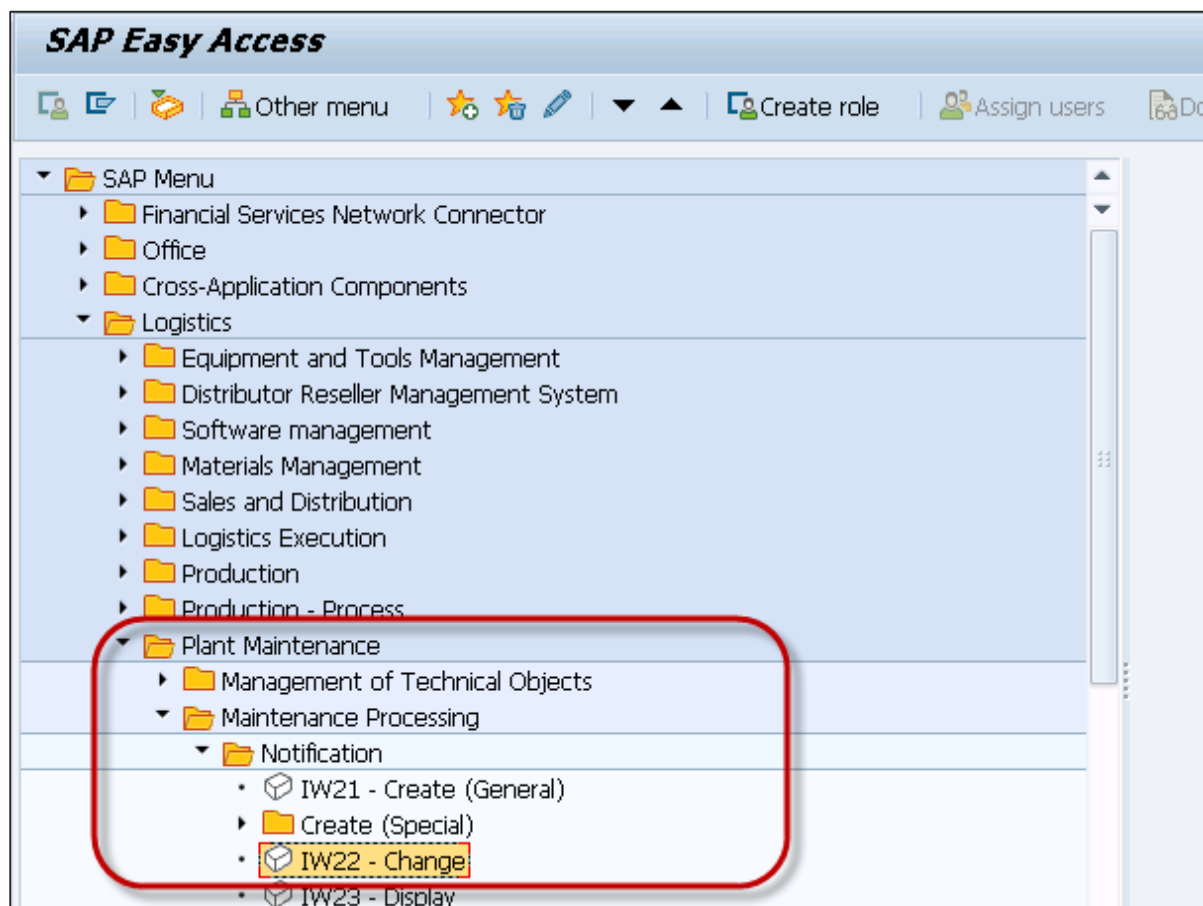 SAP Easy Access
Other menu Create role Assign users
SAP Menu
Financial Services Network Connector
Office
Cross-Application Components
Logistics
Equipment and Tools Management
Distributor Reseller Management System
Software management
Materials Management
Sales and Distribution
Logistics Execution
Production
Production - Process
Plant Maintenance
Management of Technical Objects
Maintenance Processing
Notification
IW21 - Create (General)
Create (Special)
IW22 - Change
IW23 - Display